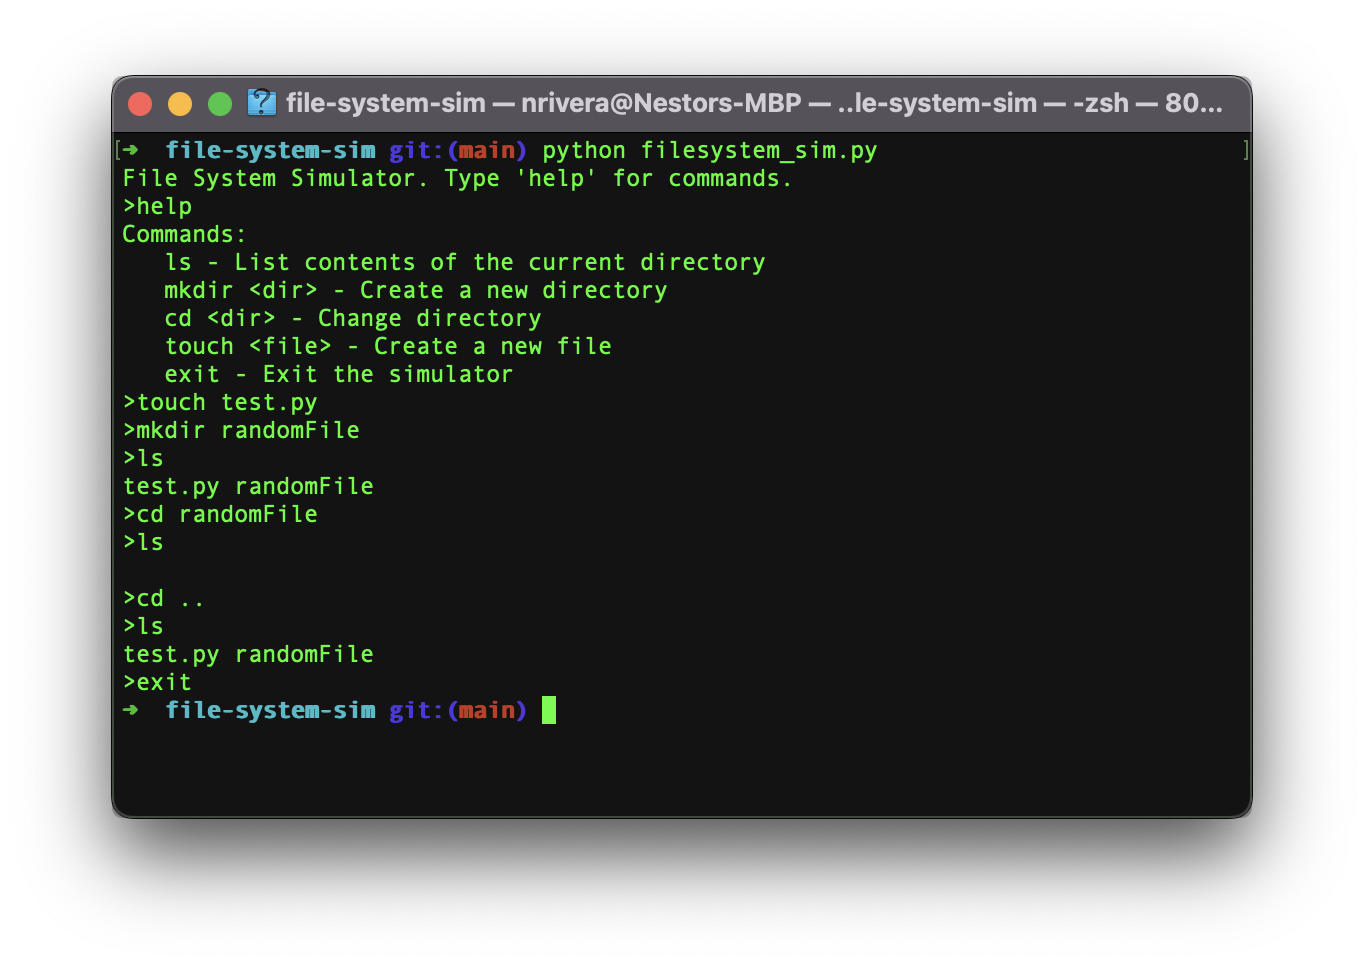 file-system-sim — nrivera@Nestors-MBP — ..le-system-sim — -zsh — 80...
[➜  file-system-sim git:(main) python filesystem_sim.py ]
File System Simulator. Type 'help' for commands.
>help
Commands:
   ls - List contents of the current directory
   mkdir <dir> - Create a new directory
   cd <dir> - Change directory
   touch <file> - Create a new file
   exit - Exit the simulator
>touch test.py
>mkdir randomFile
>ls
test.py randomFile
>cd randomFile
>ls
>cd ..
>ls
test.py randomFile
>exit
➜  file-system-sim git:(main)